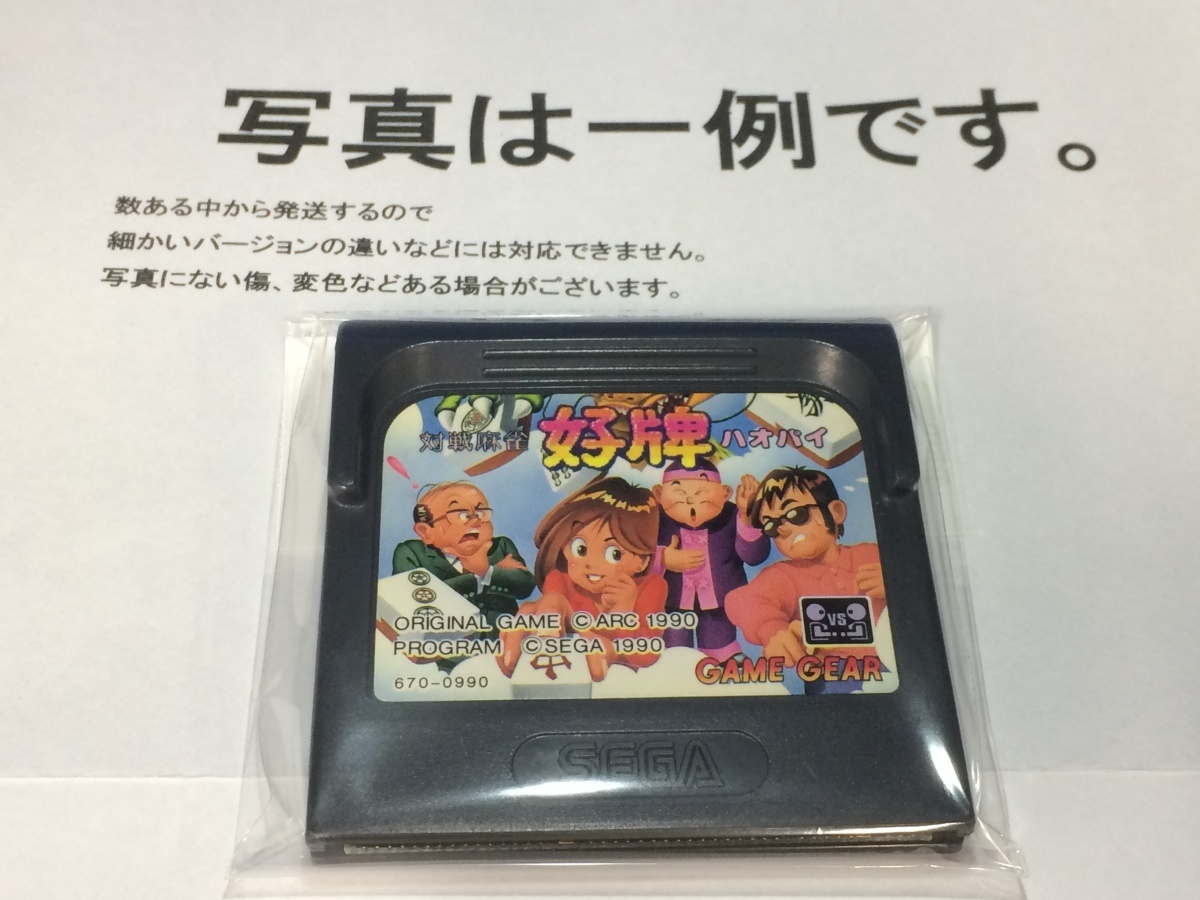 写真は一例です。
数ある中から発送するので
細かいバージョンの違いなどには対応できません。
写真にない傷、変色などある場合がございます。
対戦麻雀 好牌 ハオパイ
ORIGINAL GAME © ARC 1990
PROGRAM ©SEGA 1990
VS
670-0990
GAME GEAR
SEGA